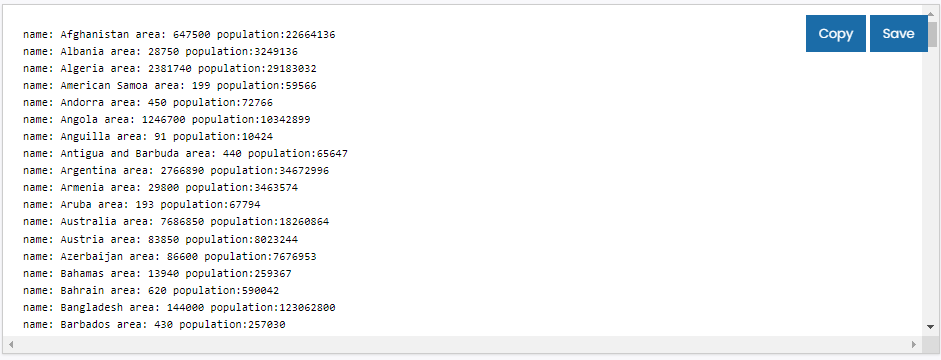 Copy Save
name: Afghanistan area: 647500 population:22664136
name: Albania area: 28750 population:3249136
name: Algeria area: 2381740 population:29183032
name: American Samoa area: 199 population:59566
name: Andorra area: 450 population:72766
name: Angola area: 1246700 population:10342899
name: Anguilla area: 91 population:10424
name: Antigua and Barbuda area: 440 population:65647
name: Argentina area: 2766890 population:34672996
name: Armenia area: 29800 population:3463574
name: Aruba area: 193 population:67794
name: Australia area: 7686850 population:18260864
name: Austria area: 83850 population:8023244
name: Azerbaijan area: 86600 population:7676953
name: Bahamas area: 13940 population:259367
name: Bahrain area: 620 population:590042
name: Bangladesh area: 144000 population:123062800
name: Barbados area: 430 population:257030